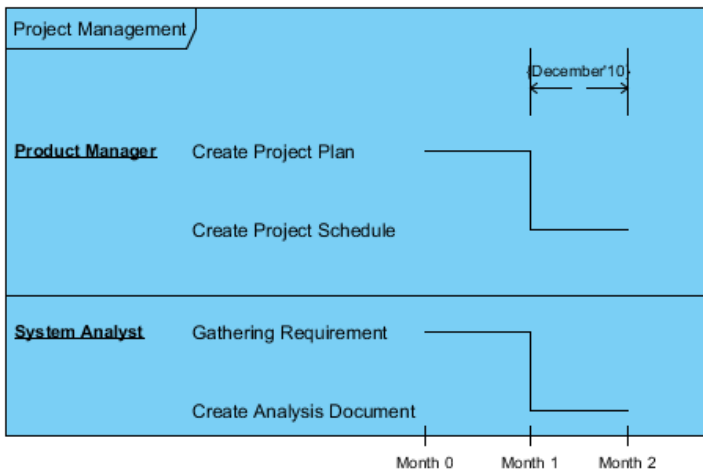 Project Management
{December'10}
Product Manager
Create Project Plan
Create Project Schedule
System Analyst
Gathering Requirement
Create Analysis Document
Month 0
Month 1
Month 2